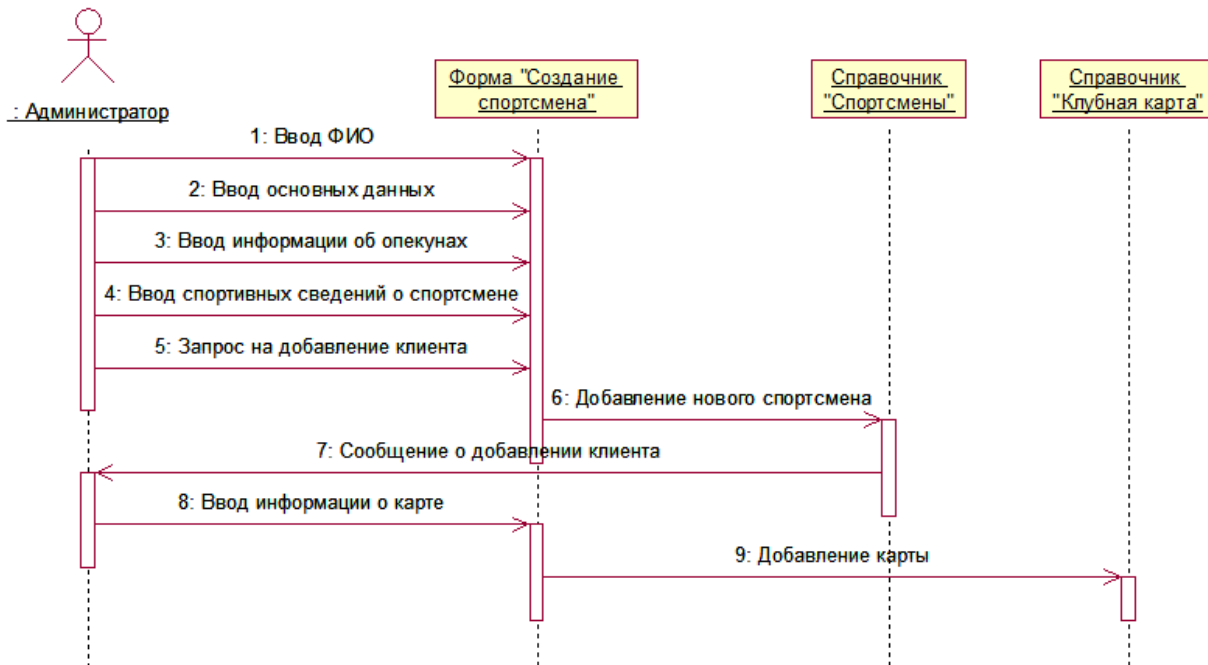 : Администратор
Форма "Создание
спортсмена"
Справочник
"Спортсмены"
Справочник
"Клубная карта"
1: Ввод ФИО
2: Ввод основных данных
3: Ввод информации об опекунах
4: Ввод спортивных сведений о спортсмене
5: Запрос на добавление клиента
6: Добавление нового спортсмена
7: Сообщение о добавлении клиента
8: Ввод информации о карте
9: Добавление карты